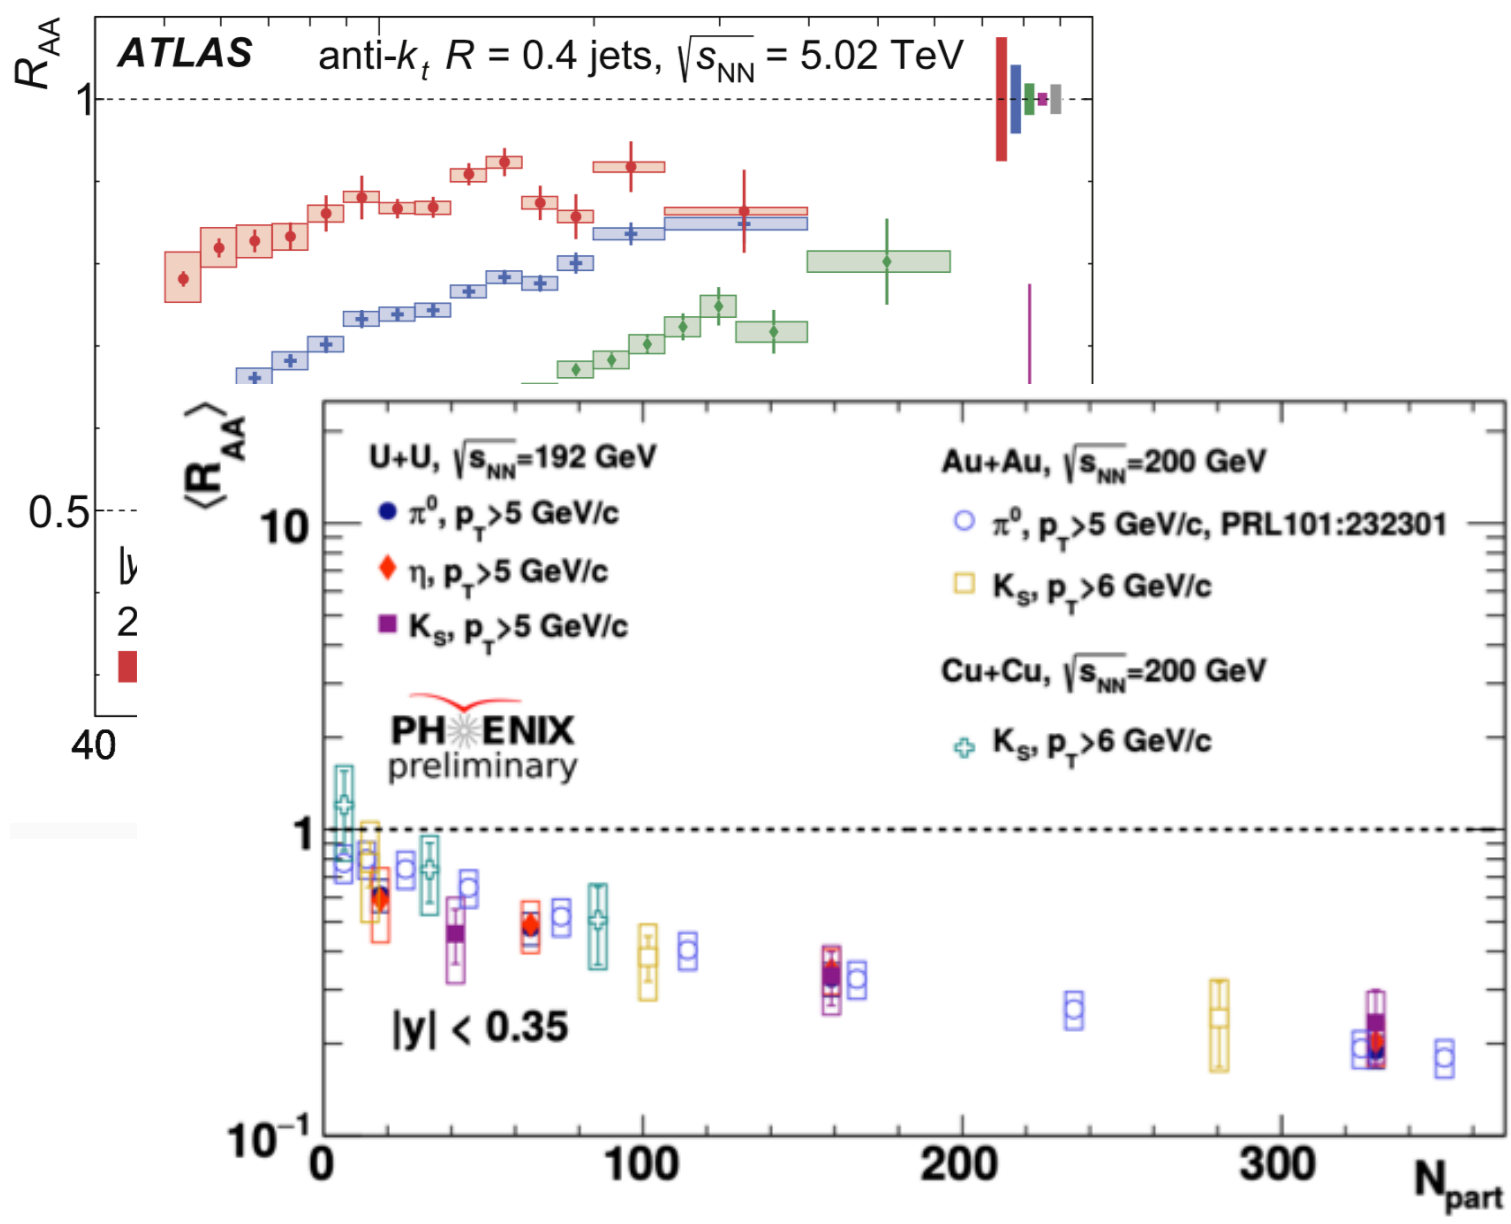 R_AA
ATLAS anti-k_t R = 0.4 jets, √s_NN = 5.02 TeV
1
0.5
2
40
⟨R_AA⟩
U+U, √s_NN=192 GeV
π⁰, p_T>5 GeV/c
η, p_T>5 GeV/c
K_S, p_T>5 GeV/c
Au+Au, √s_NN=200 GeV
π⁰, p_T>5 GeV/c, PRL101:232301
K_S, p_T>6 GeV/c
Cu+Cu, √s_NN=200 GeV
K_S, p_T>6 GeV/c
PHENIX
preliminary
10
1
10⁻¹
|y| < 0.35
0 100 200 300 N_part